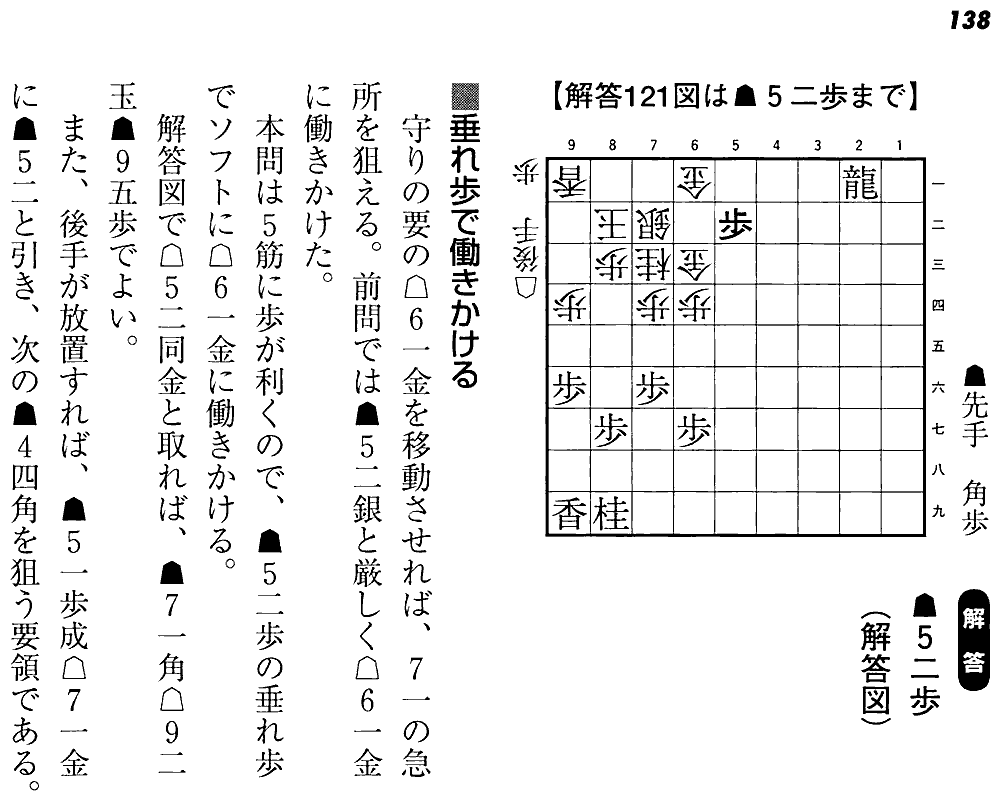 138
解答
☗5二歩
(解答図)
【解答121図は☗5二歩まで】
☗先手 角歩
9 8 7 6 5 4 3 2 1
香 金 龍 一
王 銀 歩 二
歩 桂 金 三
歩 歩 歩 四
五
歩 歩 六
歩 歩 七
八
香 桂 九
☖後手 歩
■垂れ歩で働きかける
守りの要の☖6一金を移動させれば、7一の急
所を狙える。前問では☗5二銀と厳しく☖6一金
に働きかけた。
本問は5筋に歩が利くので、☗5二歩の垂れ歩
でソフトに☖6一金に働きかける。
解答図で☖5二同金と取れば、☗7一角☖9二
玉☗9五歩でよい。
また、後手が放置すれば、☗5一歩成☖7一金
に☗5二と引き、次の☗4四角を狙う要領である。